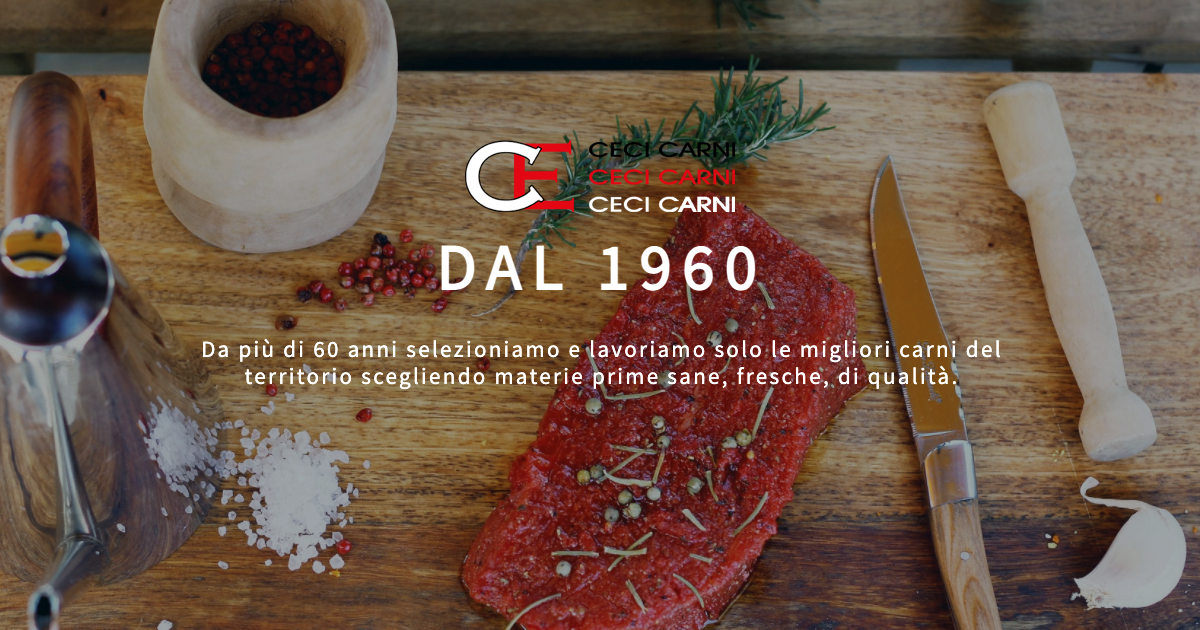 CE CECI CARNI
CECI CARNI
CECI CARNI
DAL 1960
Da più di 60 anni selezioniamo e lavoriamo solo le migliori carni del
territorio scegliendo materie prime sane, fresche, di qualità.